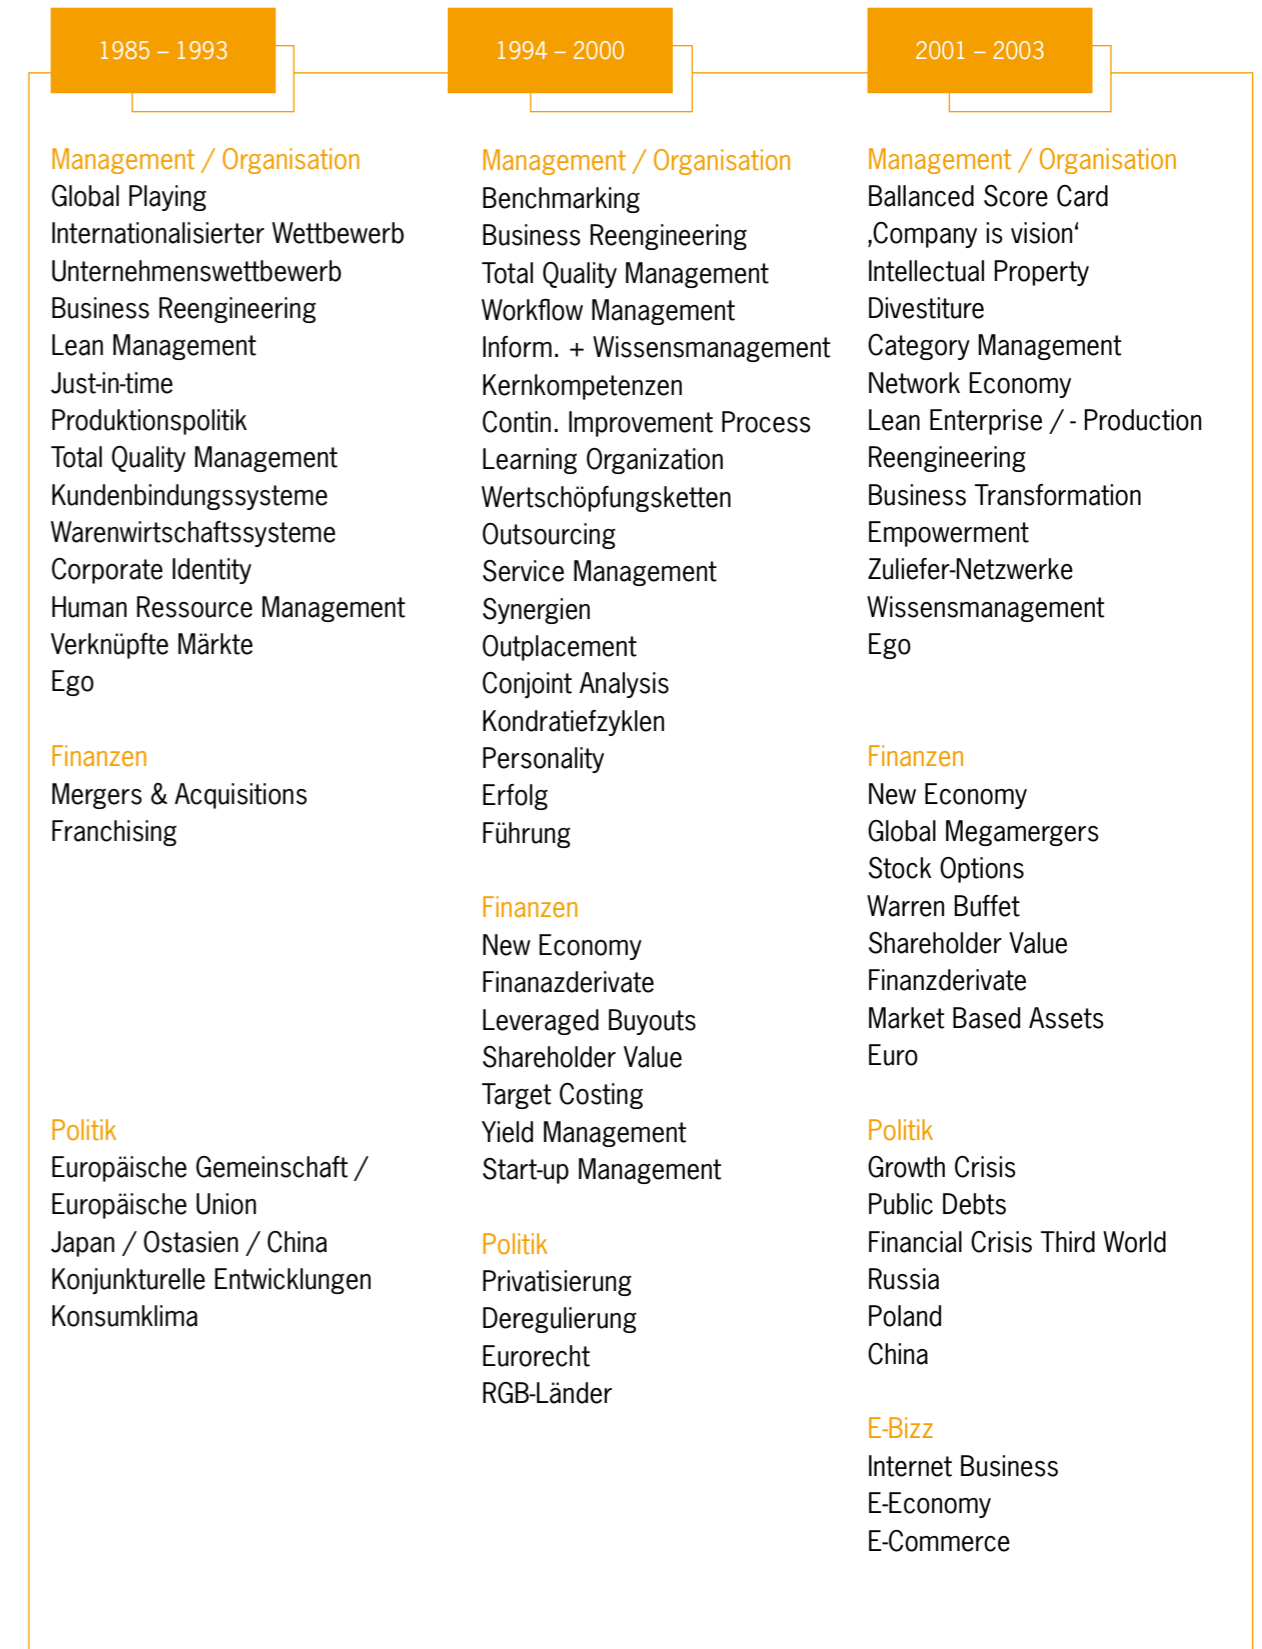 1985 – 1993
Management / Organisation
Global Playing
Internationalisierter Wettbewerb
Unternehmenswettbewerb
Business Reengineering
Lean Management
Just-in-time
Produktionspolitik
Total Quality Management
Kundenbindungssysteme
Warenwirtschaftssysteme
Corporate Identity
Human Ressource Management
Verknüpfte Märkte
Ego
Finanzen
Mergers & Acquisitions
Franchising
Politik
Europäische Gemeinschaft /
Europäische Union
Japan / Ostasien / China
Konjunkturelle Entwicklungen
Konsumklima
1994 – 2000
Management / Organisation
Benchmarking
Business Reengineering
Total Quality Management
Workflow Management
Inform. + Wissensmanagement
Kernkompetenzen
Contin. Improvement Process
Learning Organization
Wertschöpfungsketten
Outsourcing
Service Management
Synergien
Outplacement
Conjoint Analysis
Kondratiefzyklen
Personality
Erfolg
Führung
Finanzen
New Economy
Finanazderivate
Leveraged Buyouts
Shareholder Value
Target Costing
Yield Management
Start-up Management
Politik
Privatisierung
Deregulierung
Eurorecht
RGB-Länder
2001 – 2003
Management / Organisation
Ballanced Score Card
‚Company is vision‘
Intellectual Property
Divestiture
Category Management
Network Economy
Lean Enterprise / - Production
Reengineering
Business Transformation
Empowerment
Zuliefer-Netzwerke
Wissensmanagement
Ego
Finanzen
New Economy
Global Megamergers
Stock Options
Warren Buffet
Shareholder Value
Finanzderivate
Market Based Assets
Euro
Politik
Growth Crisis
Public Debts
Financial Crisis Third World
Russia
Poland
China
E-Bizz
Internet Business
E-Economy
E-Commerce